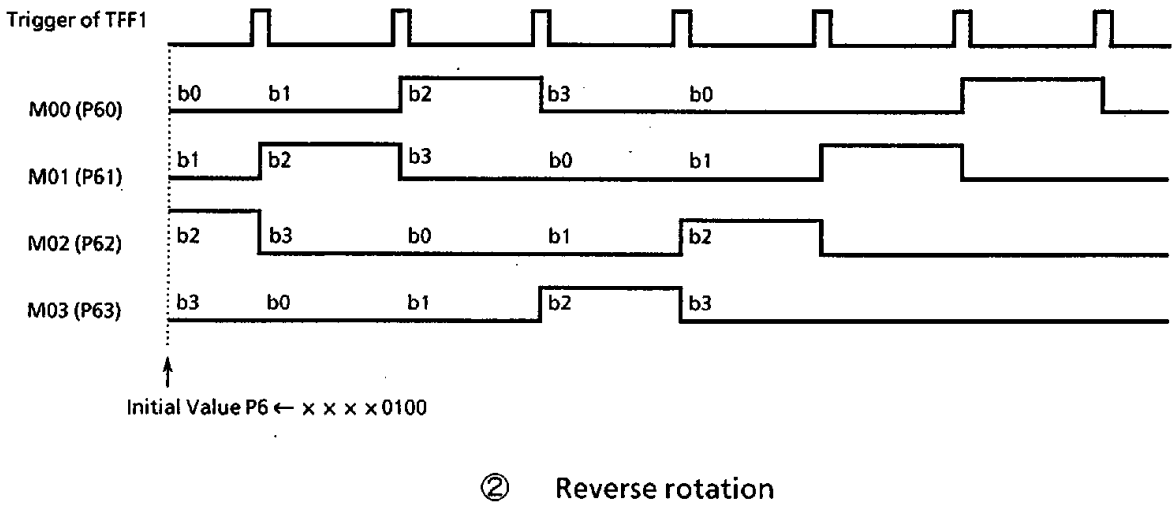 Trigger of TFF1
M00 (P60) b0 b1 b2 b3 b0
M01 (P61) b1 b2 b3 b0 b1
M02 (P62) b2 b3 b0 b1 b2
M03 (P63) b3 b0 b1 b2 b3
Initial Value P6 ← × × × × 0100
② Reverse rotation